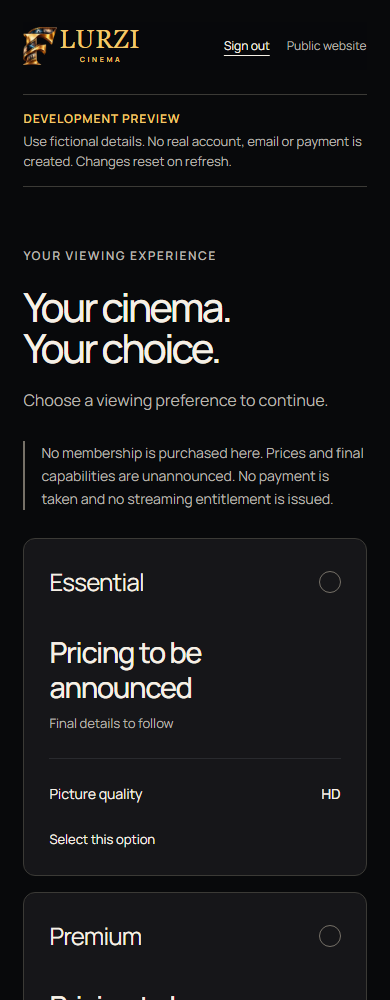 FLURZI
CINEMA
Sign out
Public website
DEVELOPMENT PREVIEW
Use fictional details. No real account, email or payment is
created. Changes reset on refresh.
YOUR VIEWING EXPERIENCE
Your cinema.
Your choice.
Choose a viewing preference to continue.
No membership is purchased here. Prices and final
capabilities are unannounced. No payment is
taken and no streaming entitlement is issued.
Essential
Pricing to be
announced
Final details to follow
Picture quality
HD
Select this option
Premium